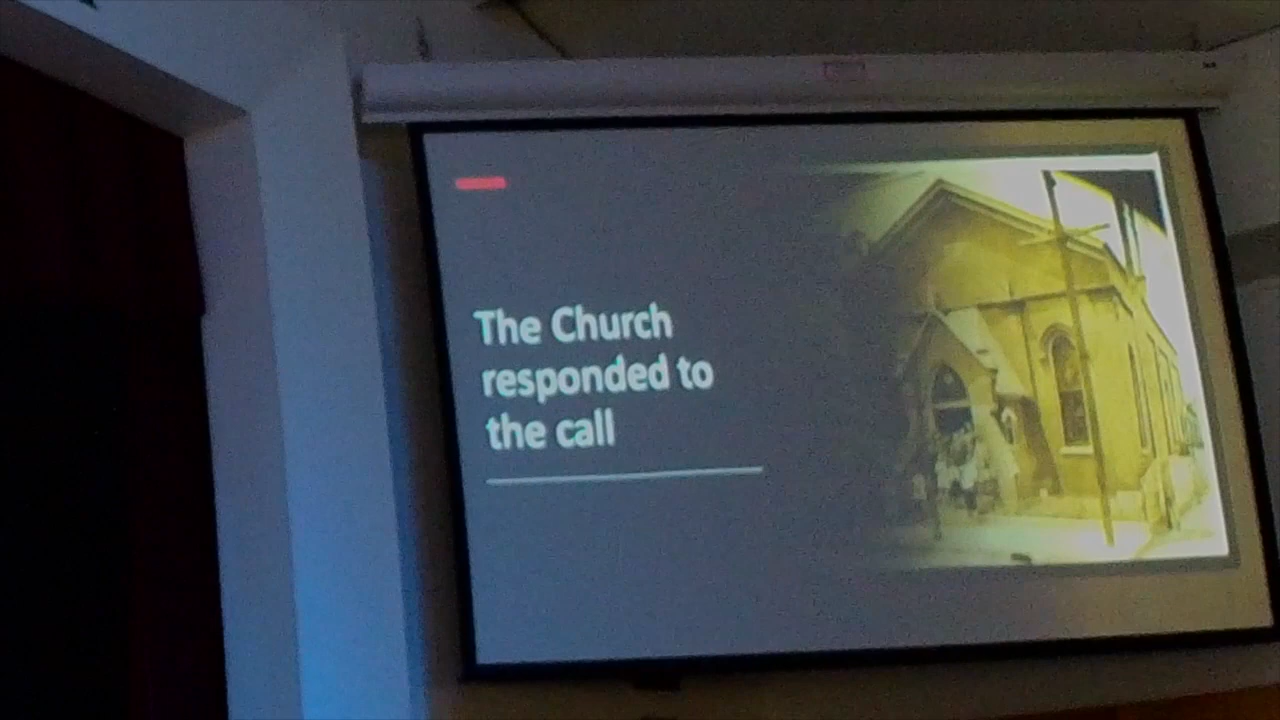 The Church
responded to
the call